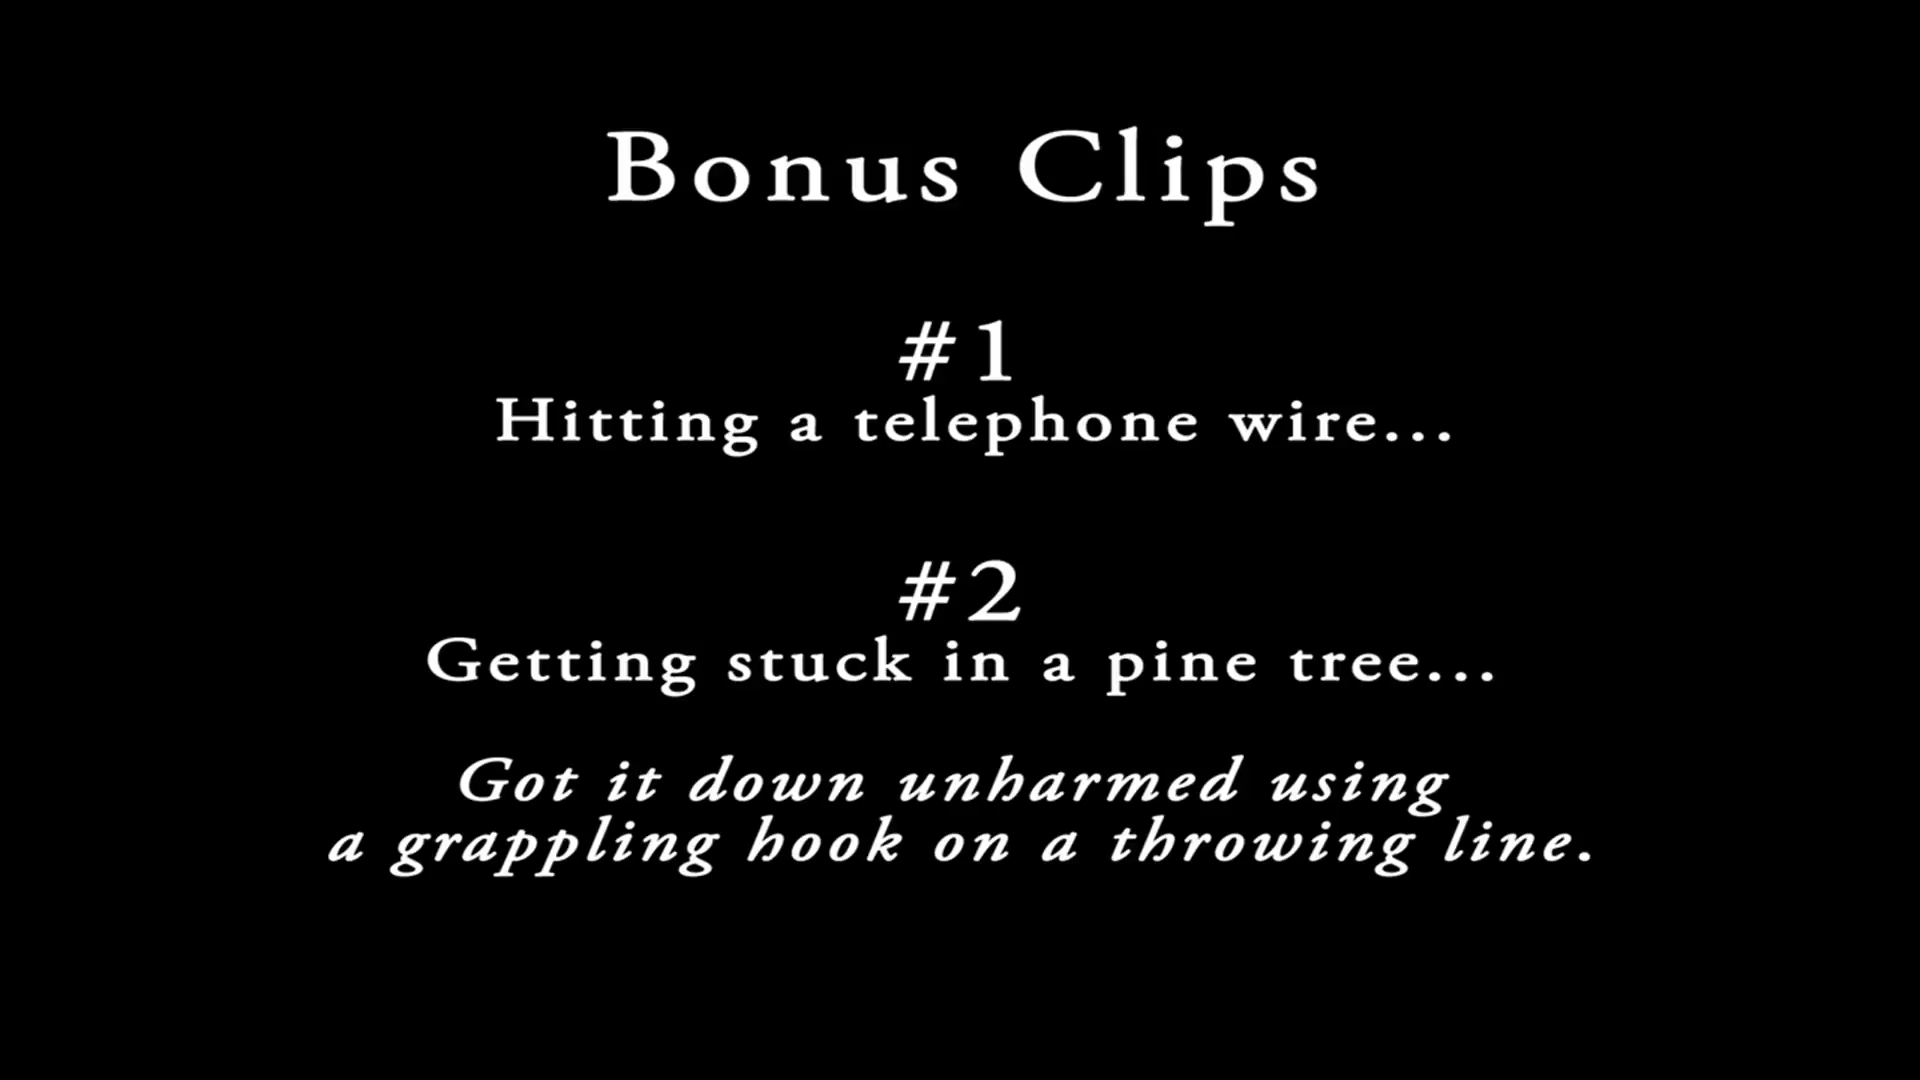 Bonus Clips
#1
Hitting a telephone wire...
#2
Getting stuck in a pine tree...
Got it down unharmed using
a grappling hook on a throwing line.